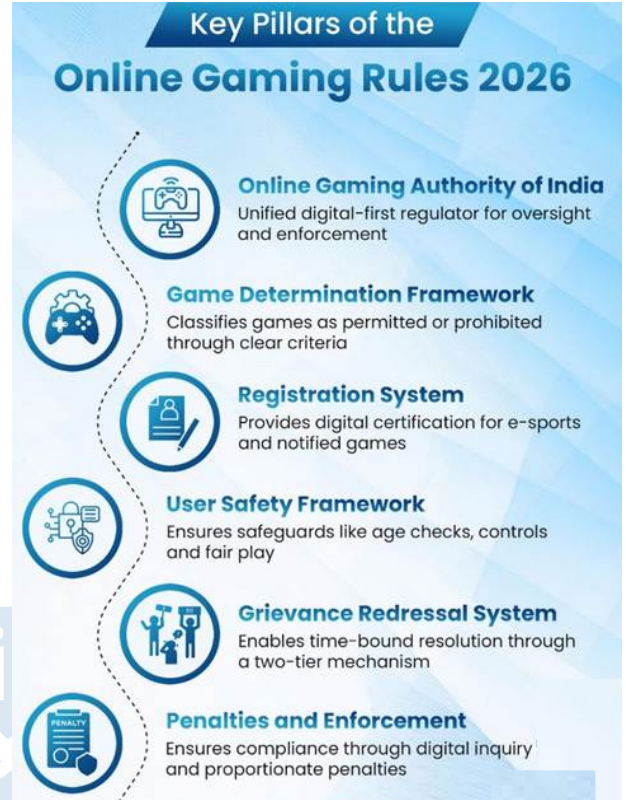 Key Pillars of the
Online Gaming Rules 2026
Online Gaming Authority of India
Unified digital-first regulator for oversight
and enforcement
Game Determination Framework
Classifies games as permitted or prohibited
through clear criteria
Registration System
Provides digital certification for e-sports
and notified games
User Safety Framework
Ensures safeguards like age checks, controls
and fair play
Grievance Redressal System
Enables time-bound resolution through
a two-tier mechanism
PENALTY
Penalties and Enforcement
Ensures compliance through digital inquiry
and proportionate penalties